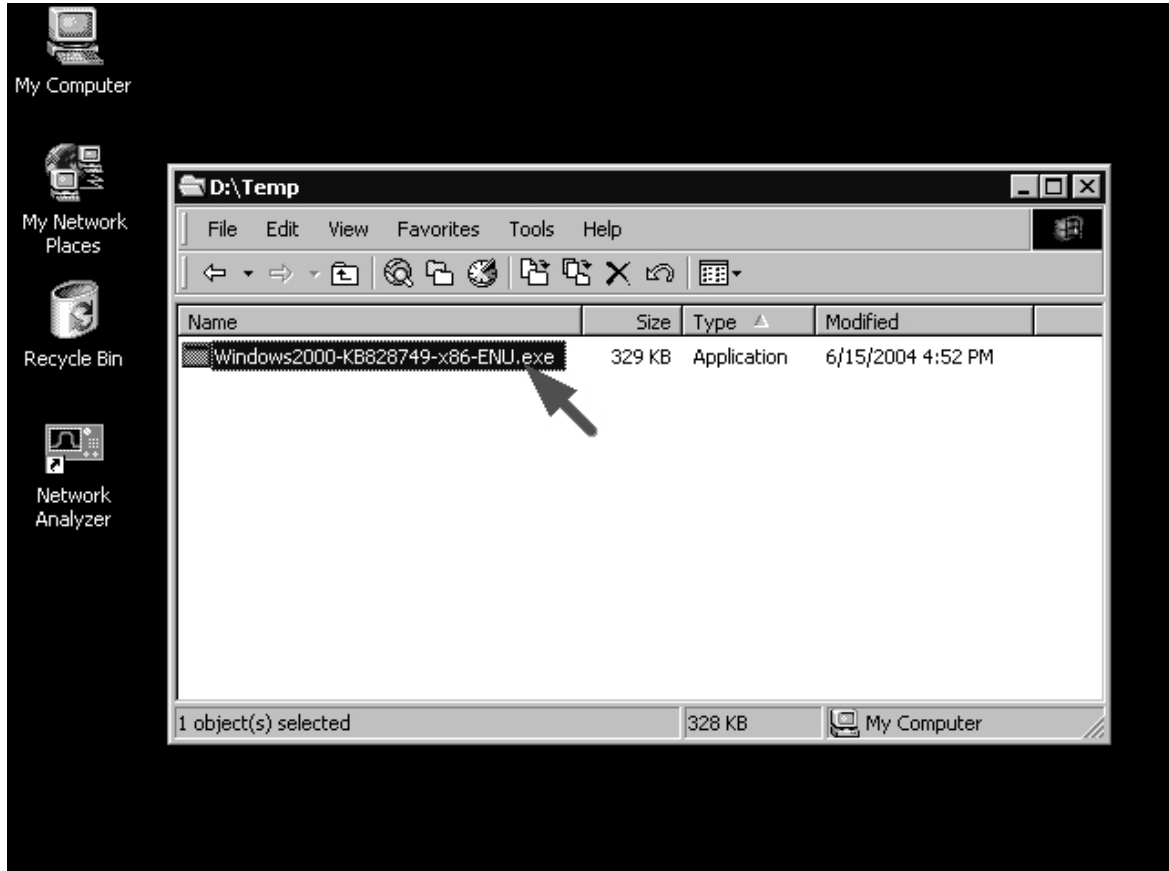 My Computer
My Network
Places
Recycle Bin
Network
Analyzer
D:\Temp
File Edit View Favorites Tools Help
Name Size Type Modified
Windows2000-KB828749-x86-ENU.exe 329 KB Application 6/15/2004 4:52 PM
1 object(s) selected 328 KB My Computer